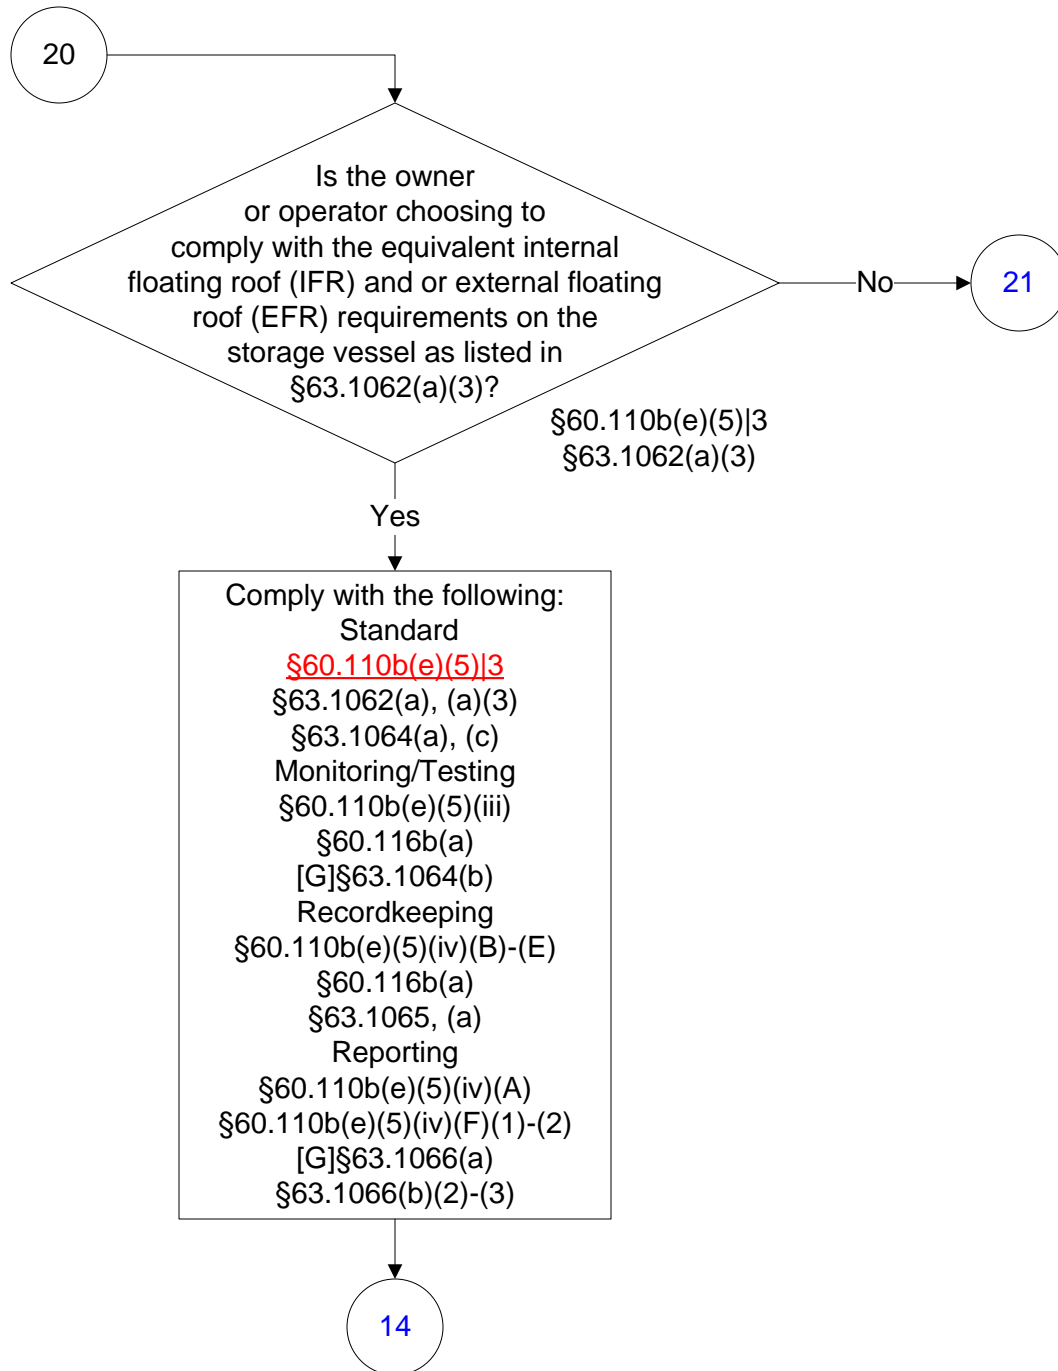 20
Is the owner
or operator choosing to
comply with the equivalent internal
floating roof (IFR) and or external floating
roof (EFR) requirements on the
storage vessel as listed in
§63.1062(a)(3)?
No
21
§60.110b(e)(5)|3
§63.1062(a)(3)
Yes
Comply with the following:
Standard
§60.110b(e)(5)|3
§63.1062(a), (a)(3)
§63.1064(a), (c)
Monitoring/Testing
§60.110b(e)(5)(iii)
§60.116b(a)
[G]§63.1064(b)
Recordkeeping
§60.110b(e)(5)(iv)(B)-(E)
§60.116b(a)
§63.1065, (a)
Reporting
§60.110b(e)(5)(iv)(A)
§60.110b(e)(5)(iv)(F)(1)-(2)
[G]§63.1066(a)
§63.1066(b)(2)-(3)
14